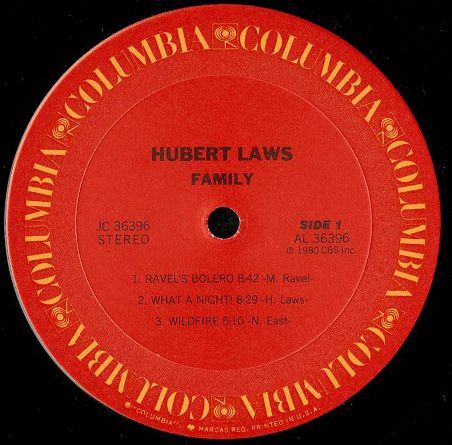 COLUMBIA COLUMBIA COLUMBIA COLUMBIA COLUMBIA COLUMBIA COLUMBIA COLUMBIA
HUBERT LAWS
FAMILY
JC 36396
STEREO
SIDE 1
AL 36396
℗ 1980 CBS Inc.
1. RAVEL'S BOLERO 8:42 -M. Ravel-
2. WHAT A NIGHT! 8:29 -H. Laws-
3. WILDFIRE 5:10 -N. East-
® "COLUMBIA", MARCAS REG. PRINTED IN U.S.A.